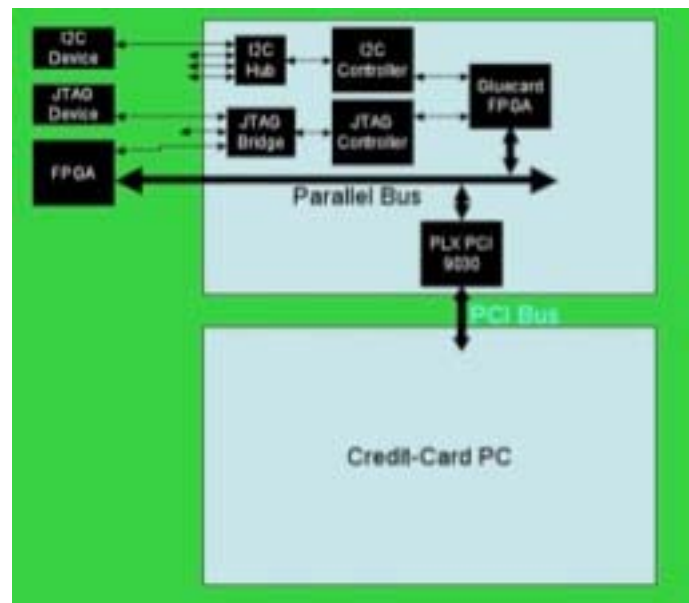 I2C
Device
I2C
Hub
I2C
Controller
Gluecard
FPGA
JTAG
Device
JTAG
Bridge
JTAG
Controller
FPGA
Parallel Bus
PLX PCI
9030
PCI Bus
Credit-Card PC